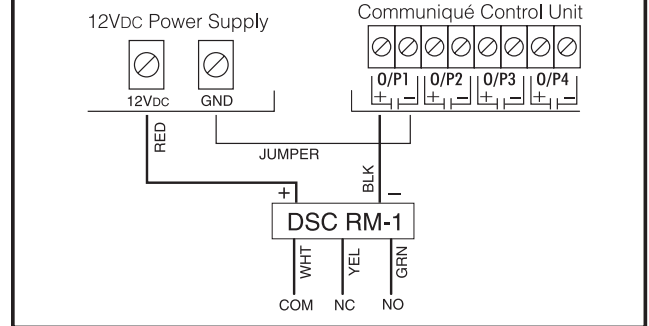 12VDC Power Supply
Communiqué Control Unit
O/P1 O/P2 O/P3 O/P4
+ − + − + − + −
12VDC GND
RED
JUMPER
BLK
+ −
DSC RM-1
WHT YEL GRN
COM NC NO